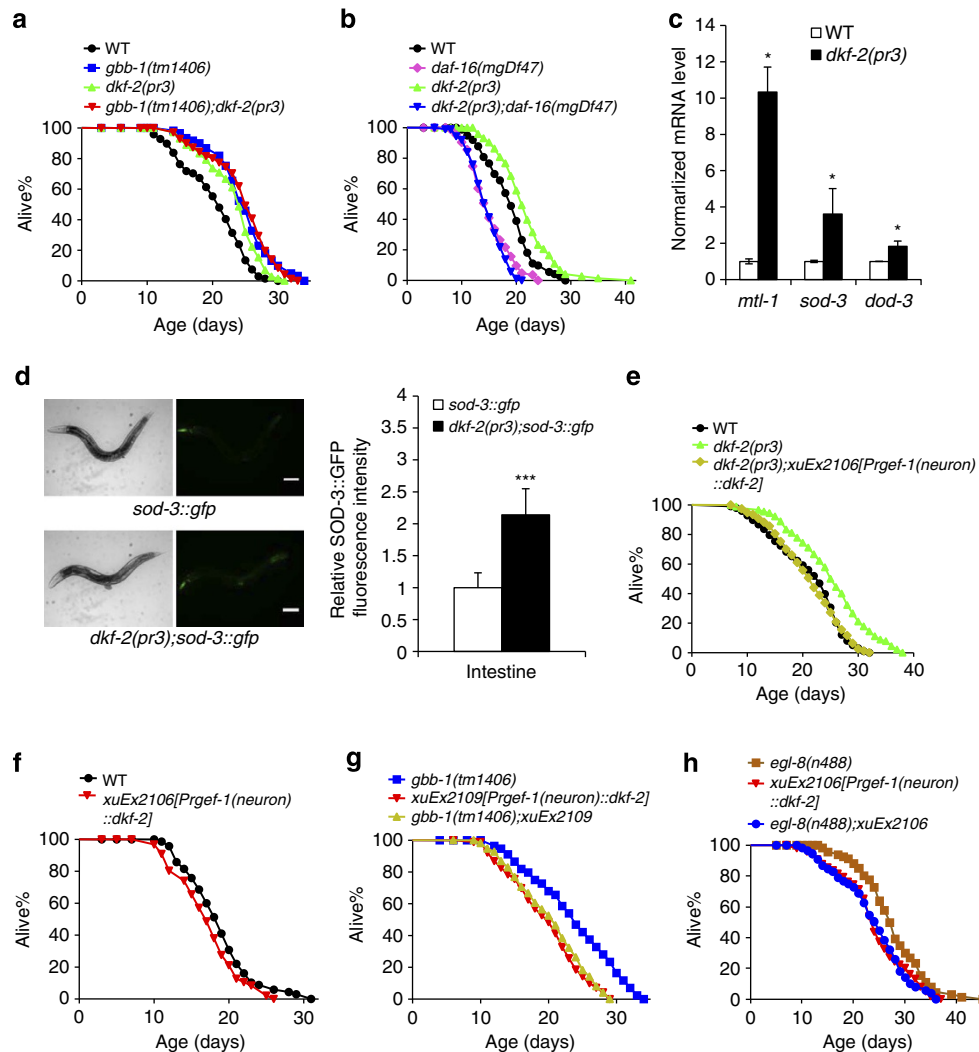 a
WT
gbb-1(tm1406)
dkf-2(pr3)
gbb-1(tm1406);dkf-2(pr3)
Alive%
100
80
60
40
20
0
0 10 20 30
Age (days)
b
WT
daf-16(mgDf47)
dkf-2(pr3)
dkf-2(pr3);daf-16(mgDf47)
Alive%
100
80
60
40
20
0
0 10 20 30 40
Age (days)
c
WT
dkf-2(pr3)
Normarlized mRNA level
14
12
10
8
6
4
2
0
* * *
mtl-1 sod-3 dod-3
d
sod-3::gfp
dkf-2(pr3);sod-3::gfp
sod-3::gfp
dkf-2(pr3);sod-3::gfp
Relative SOD-3::GFP
fluorescence intensity
4
3.5
3
2.5
2
1.5
1
0.5
0
***
Intestine
e
WT
dkf-2(pr3)
dkf-2(pr3);xuEx2106[Prgef-1(neuron)
::dkf-2]
Alive%
100
80
60
40
20
0
0 10 20 30 40
Age (days)
f
WT
xuEx2106[Prgef-1(neuron)
::dkf-2]
Alive%
100
80
60
40
20
0
0 10 20 30
Age (days)
g
gbb-1(tm1406)
xuEx2109[Prgef-1(neuron)::dkf-2]
gbb-1(tm1406);xuEx2109
Alive%
100
80
60
40
20
0
0 10 20 30
Age (days)
h
egl-8(n488)
xuEx2106[Prgef-1(neuron)
::dkf-2]
egl-8(n488);xuEx2106
Alive%
100
80
60
40
20
0
0 10 20 30 40
Age (days)